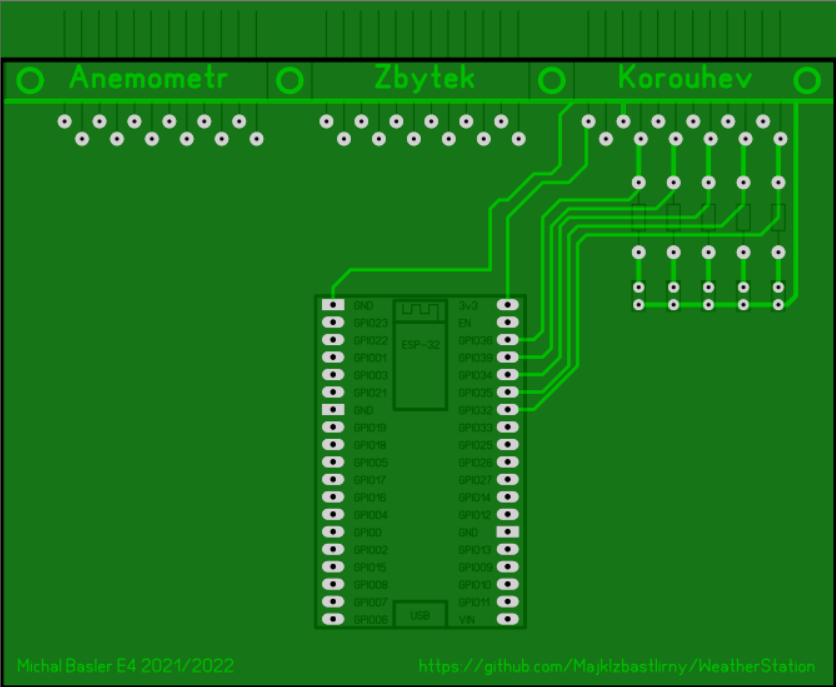 Anemometr Zbytek Korouhev
GND 3v3
GPIO23 EN
GPIO22 GPIO36
ESP-32
GPIO01 GPIO39
GPIO03 GPIO34
GPIO21 GPIO35
GND GPIO32
GPIO19 GPIO33
GPIO18 GPIO25
GPIO05 GPIO26
GPIO17 GPIO27
GPIO16 GPIO14
GPIO04 GPIO12
GPIO0 GND
GPIO02 GPIO13
GPIO15 GPIO09
GPIO08 GPIO10
GPIO07 GPIO11
USB
GPIO06 VIN
Michal Basler E4 2021/2022 https://github.com/MajkIzbastlirny/WeatherStation